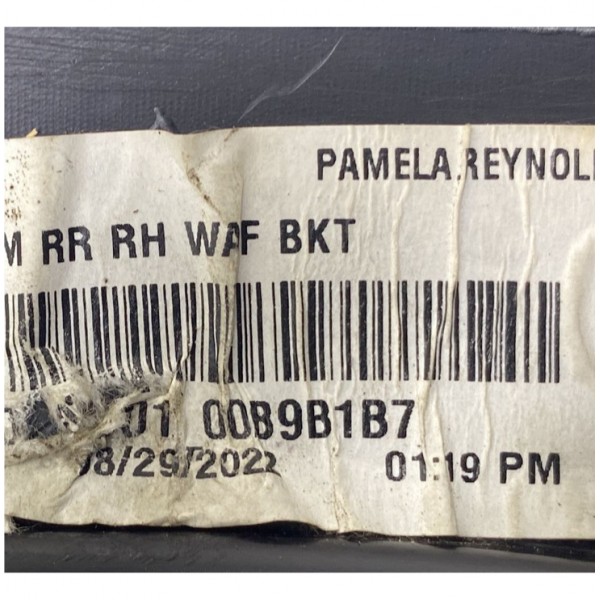 PAMELA.REYNOL
M RR RH WAF BKT
01 00B9B1B7
08/29/2022 01:19 PM